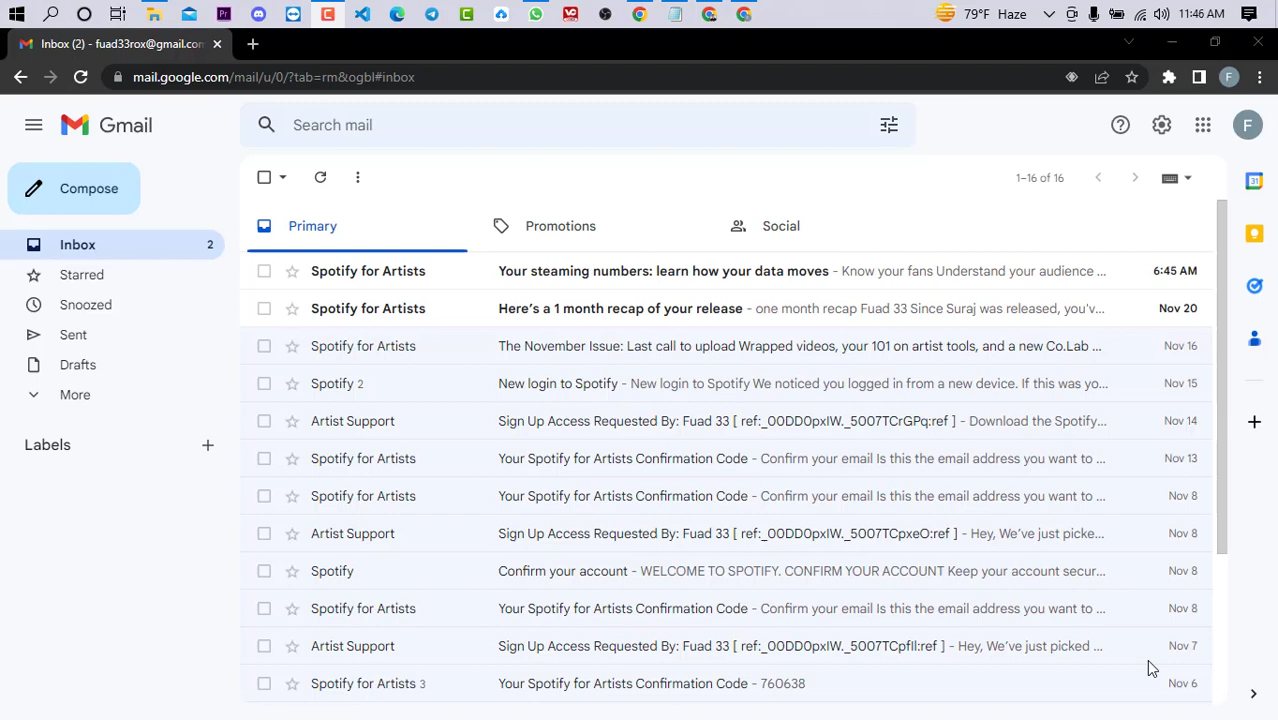 79°F Haze 11:46 AM
Inbox (2) - fuad33rox@gmail.com
mail.google.com/mail/u/0/?tab=rm&ogbl#inbox F
Gmail Search mail F
Compose
1–16 of 16
Inbox 2
Starred
Snoozed
Sent
Drafts
More
Labels
Primary Promotions Social
Spotify for Artists Your steaming numbers: learn how your data moves - Know your fans Understand your audience ... 6:45 AM
Spotify for Artists Here's a 1 month recap of your release - one month recap Fuad 33 Since Suraj was released, you'v... Nov 20
Spotify for Artists The November Issue: Last call to upload Wrapped videos, your 101 on artist tools, and a new Co.Lab ... Nov 16
Spotify 2 New login to Spotify - New login to Spotify We noticed you logged in from a new device. If this was yo... Nov 15
Artist Support Sign Up Access Requested By: Fuad 33 [ ref:_00DD0pxIW._5007TCrGPq:ref ] - Download the Spotify... Nov 14
Spotify for Artists Your Spotify for Artists Confirmation Code - Confirm your email Is this the email address you want to ... Nov 13
Spotify for Artists Your Spotify for Artists Confirmation Code - Confirm your email Is this the email address you want to ... Nov 8
Artist Support Sign Up Access Requested By: Fuad 33 [ ref:_00DD0pxIW._5007TCpxeO:ref ] - Hey, We've just picke... Nov 8
Spotify Confirm your account - WELCOME TO SPOTIFY. CONFIRM YOUR ACCOUNT Keep your account secur... Nov 8
Spotify for Artists Your Spotify for Artists Confirmation Code - Confirm your email Is this the email address you want to ... Nov 8
Artist Support Sign Up Access Requested By: Fuad 33 [ ref:_00DD0pxIW._5007TCpfII:ref ] - Hey, We've just picked ... Nov 7
Spotify for Artists 3 Your Spotify for Artists Confirmation Code - 760638 Nov 6